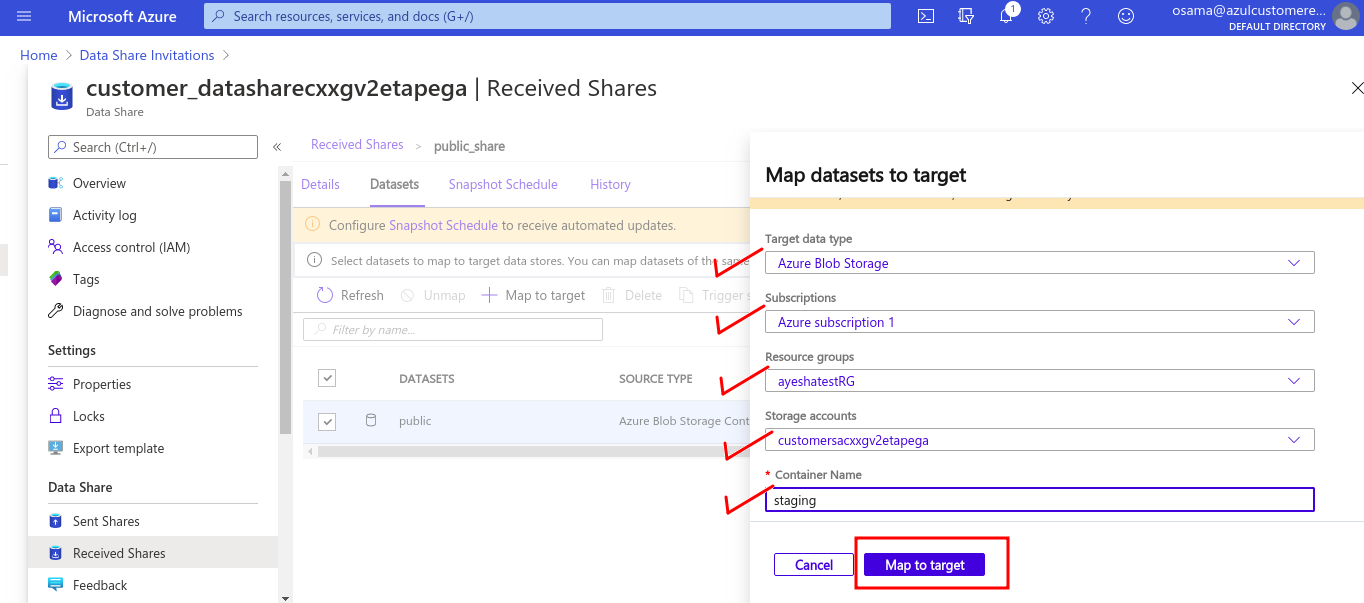 Microsoft Azure
Search resources, services, and docs (G+/)
1
osama@azulcustomere...
DEFAULT DIRECTORY
Home > Data Share Invitations >
customer_datasharecxxgv2etapega | Received Shares
Data Share
Search (Ctrl+/)
«
Overview
Activity log
Access control (IAM)
Tags
Diagnose and solve problems
Settings
Properties
Locks
Export template
Data Share
Sent Shares
Received Shares
Feedback
Received Shares > public_share
Details Datasets Snapshot Schedule History
Configure Snapshot Schedule to receive automated updates.
Select datasets to map to target data stores. You can map datasets of the same
Refresh Unmap Map to target Delete Trigger s
Filter by name...
DATASETS SOURCE TYPE
public Azure Blob Storage Cont
Map datasets to target
Target data type
Azure Blob Storage
Subscriptions
Azure subscription 1
Resource groups
ayeshatestRG
Storage accounts
customersacxxgv2etapega
* Container Name
staging
Cancel Map to target